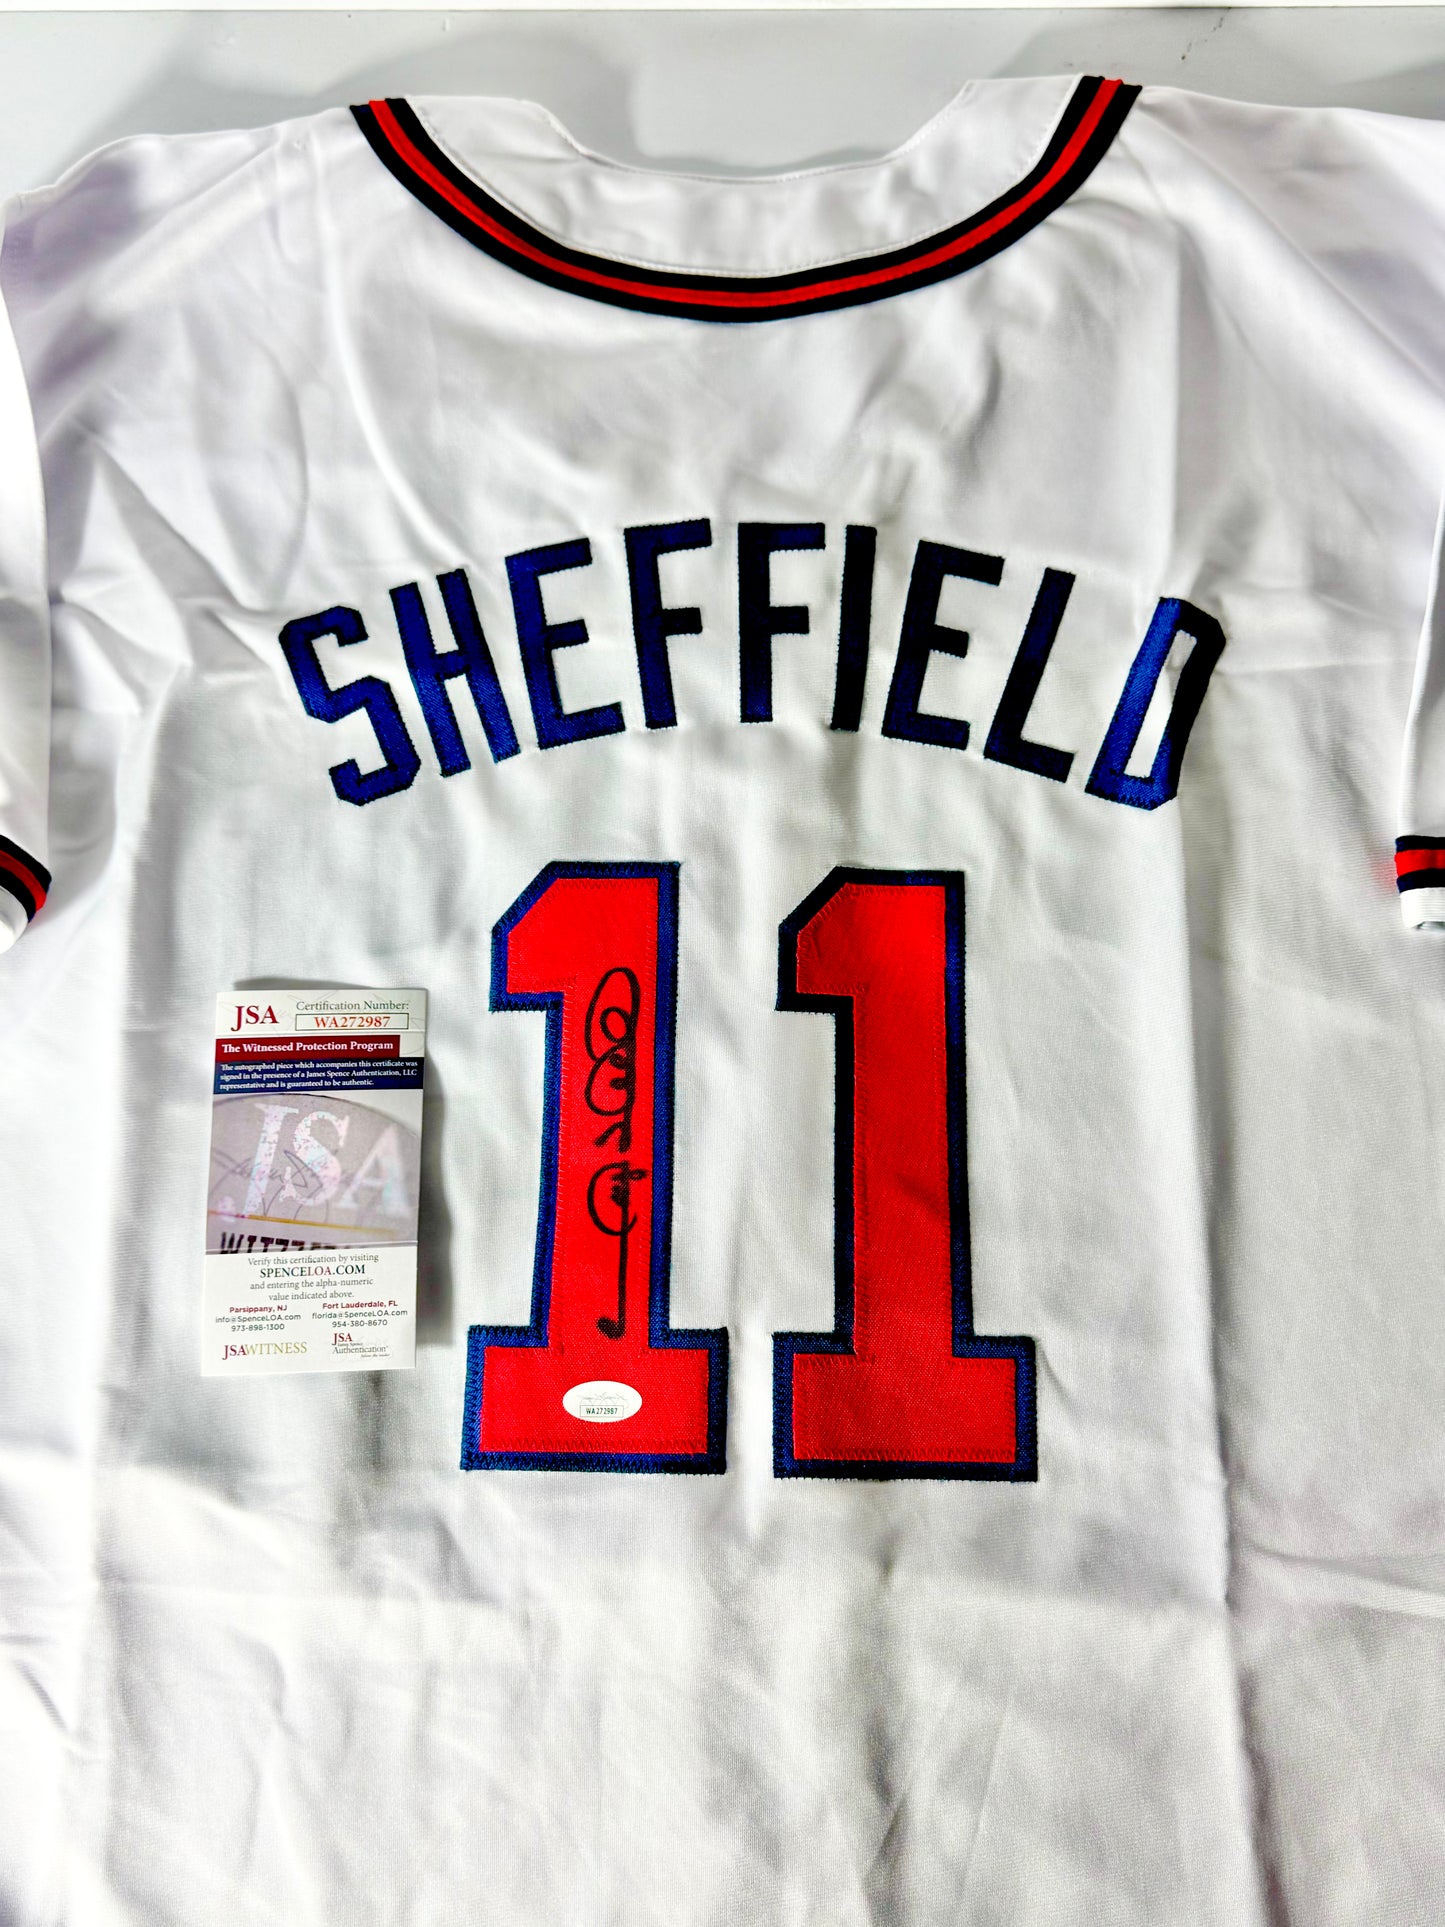 SHEFFIELD
11
JSA
Certification Number:
WA272987
The Witnessed Protection Program
The autographed piece which accompanies this certificate was
signed in the presence of a James Spence Authentication, LLC
representative and is guaranteed to be authentic.
JSA
Verify this certification by visiting
SPENCELOA.COM
and entering the alpha-numeric
value indicated above.
Parsippany, NJ
info@SpenceLOA.com
973-898-1300
Fort Lauderdale, FL
florida@SpenceLOA.com
954-380-8670
JSAWITNESS
JSA
James Spence
Authentication
WA272987